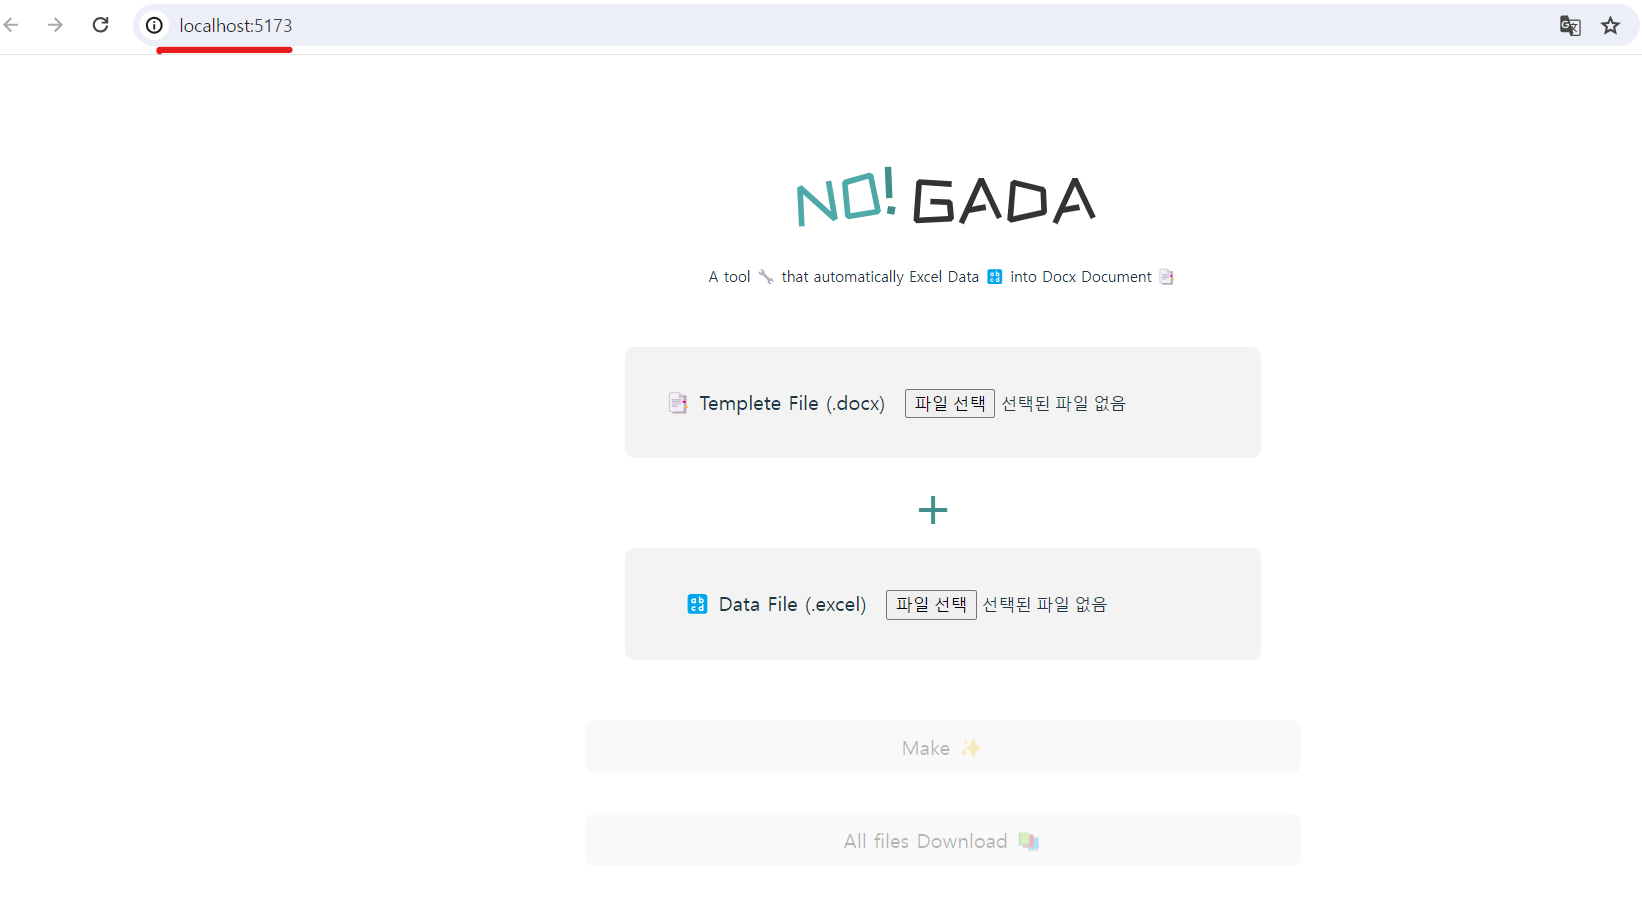 localhost:5173
NO! GADA
A tool 🔧 that automatically Excel Data 🔡 into Docx Document 📑
📑 Templete File (.docx) 파일 선택 선택된 파일 없음
+
🔡 Data File (.excel) 파일 선택 선택된 파일 없음
Make ✨
All files Download